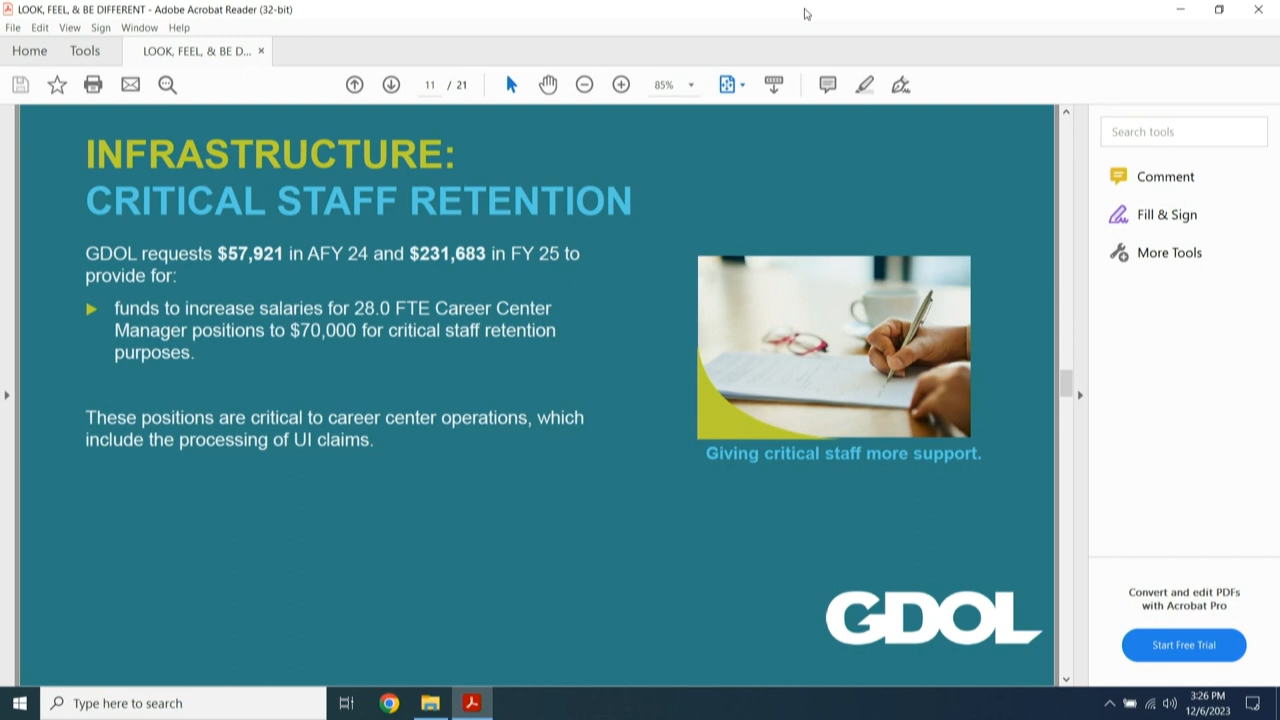 LOOK, FEEL, & BE DIFFERENT - Adobe Acrobat Reader (32-bit)
File Edit View Sign Window Help
Home Tools LOOK, FEEL, & BE D... ×
11 / 21 85%
INFRASTRUCTURE:
CRITICAL STAFF RETENTION
GDOL requests $57,921 in AFY 24 and $231,683 in FY 25 to
provide for:
funds to increase salaries for 28.0 FTE Career Center
Manager positions to $70,000 for critical staff retention
purposes.
These positions are critical to career center operations, which
include the processing of UI claims.
Giving critical staff more support.
GDOL
Search tools
Comment
Fill & Sign
More Tools
Convert and edit PDFs
with Acrobat Pro
Start Free Trial
Type here to search
3:26 PM
12/6/2023